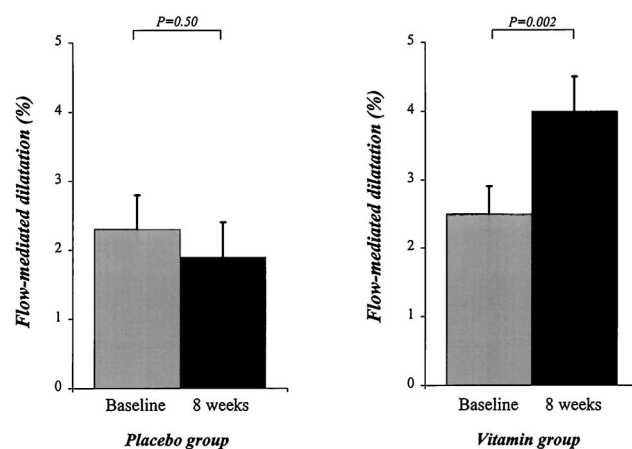 P=0.50
Flow-mediated dilatation (%)
5
4
3
2
1
0
Baseline 8 weeks
Placebo group
P=0.002
Flow-mediated dilatation (%)
5
4
3
2
1
0
Baseline 8 weeks
Vitamin group